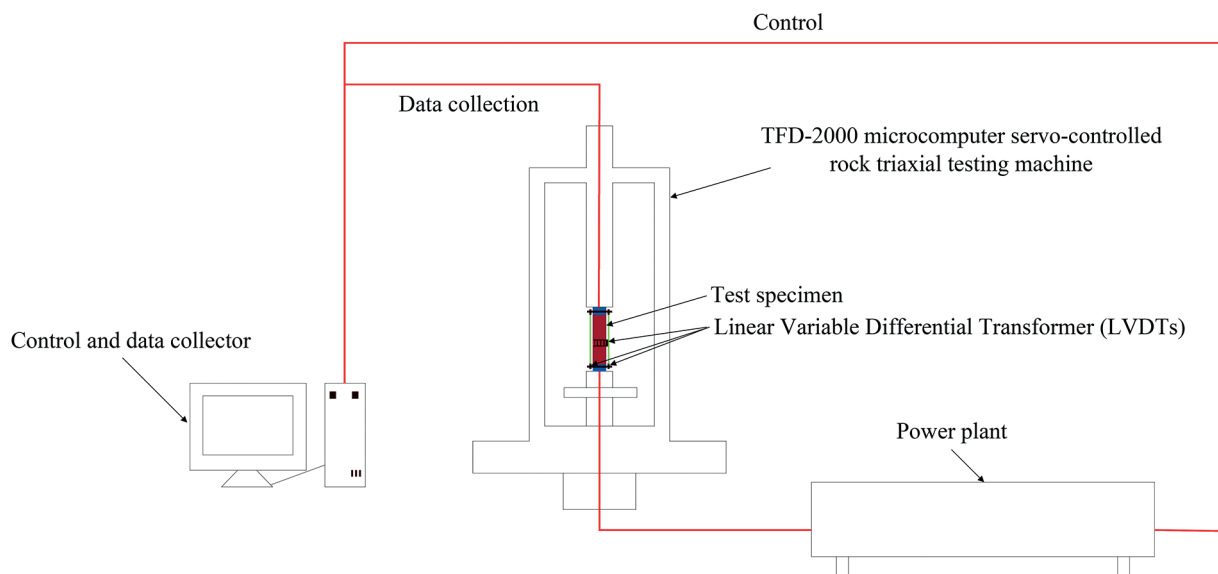 Control
Data collection
TFD-2000 microcomputer servo-controlled
rock triaxial testing machine
Test specimen
Linear Variable Differential Transformer (LVDTs)
Control and data collector
Power plant